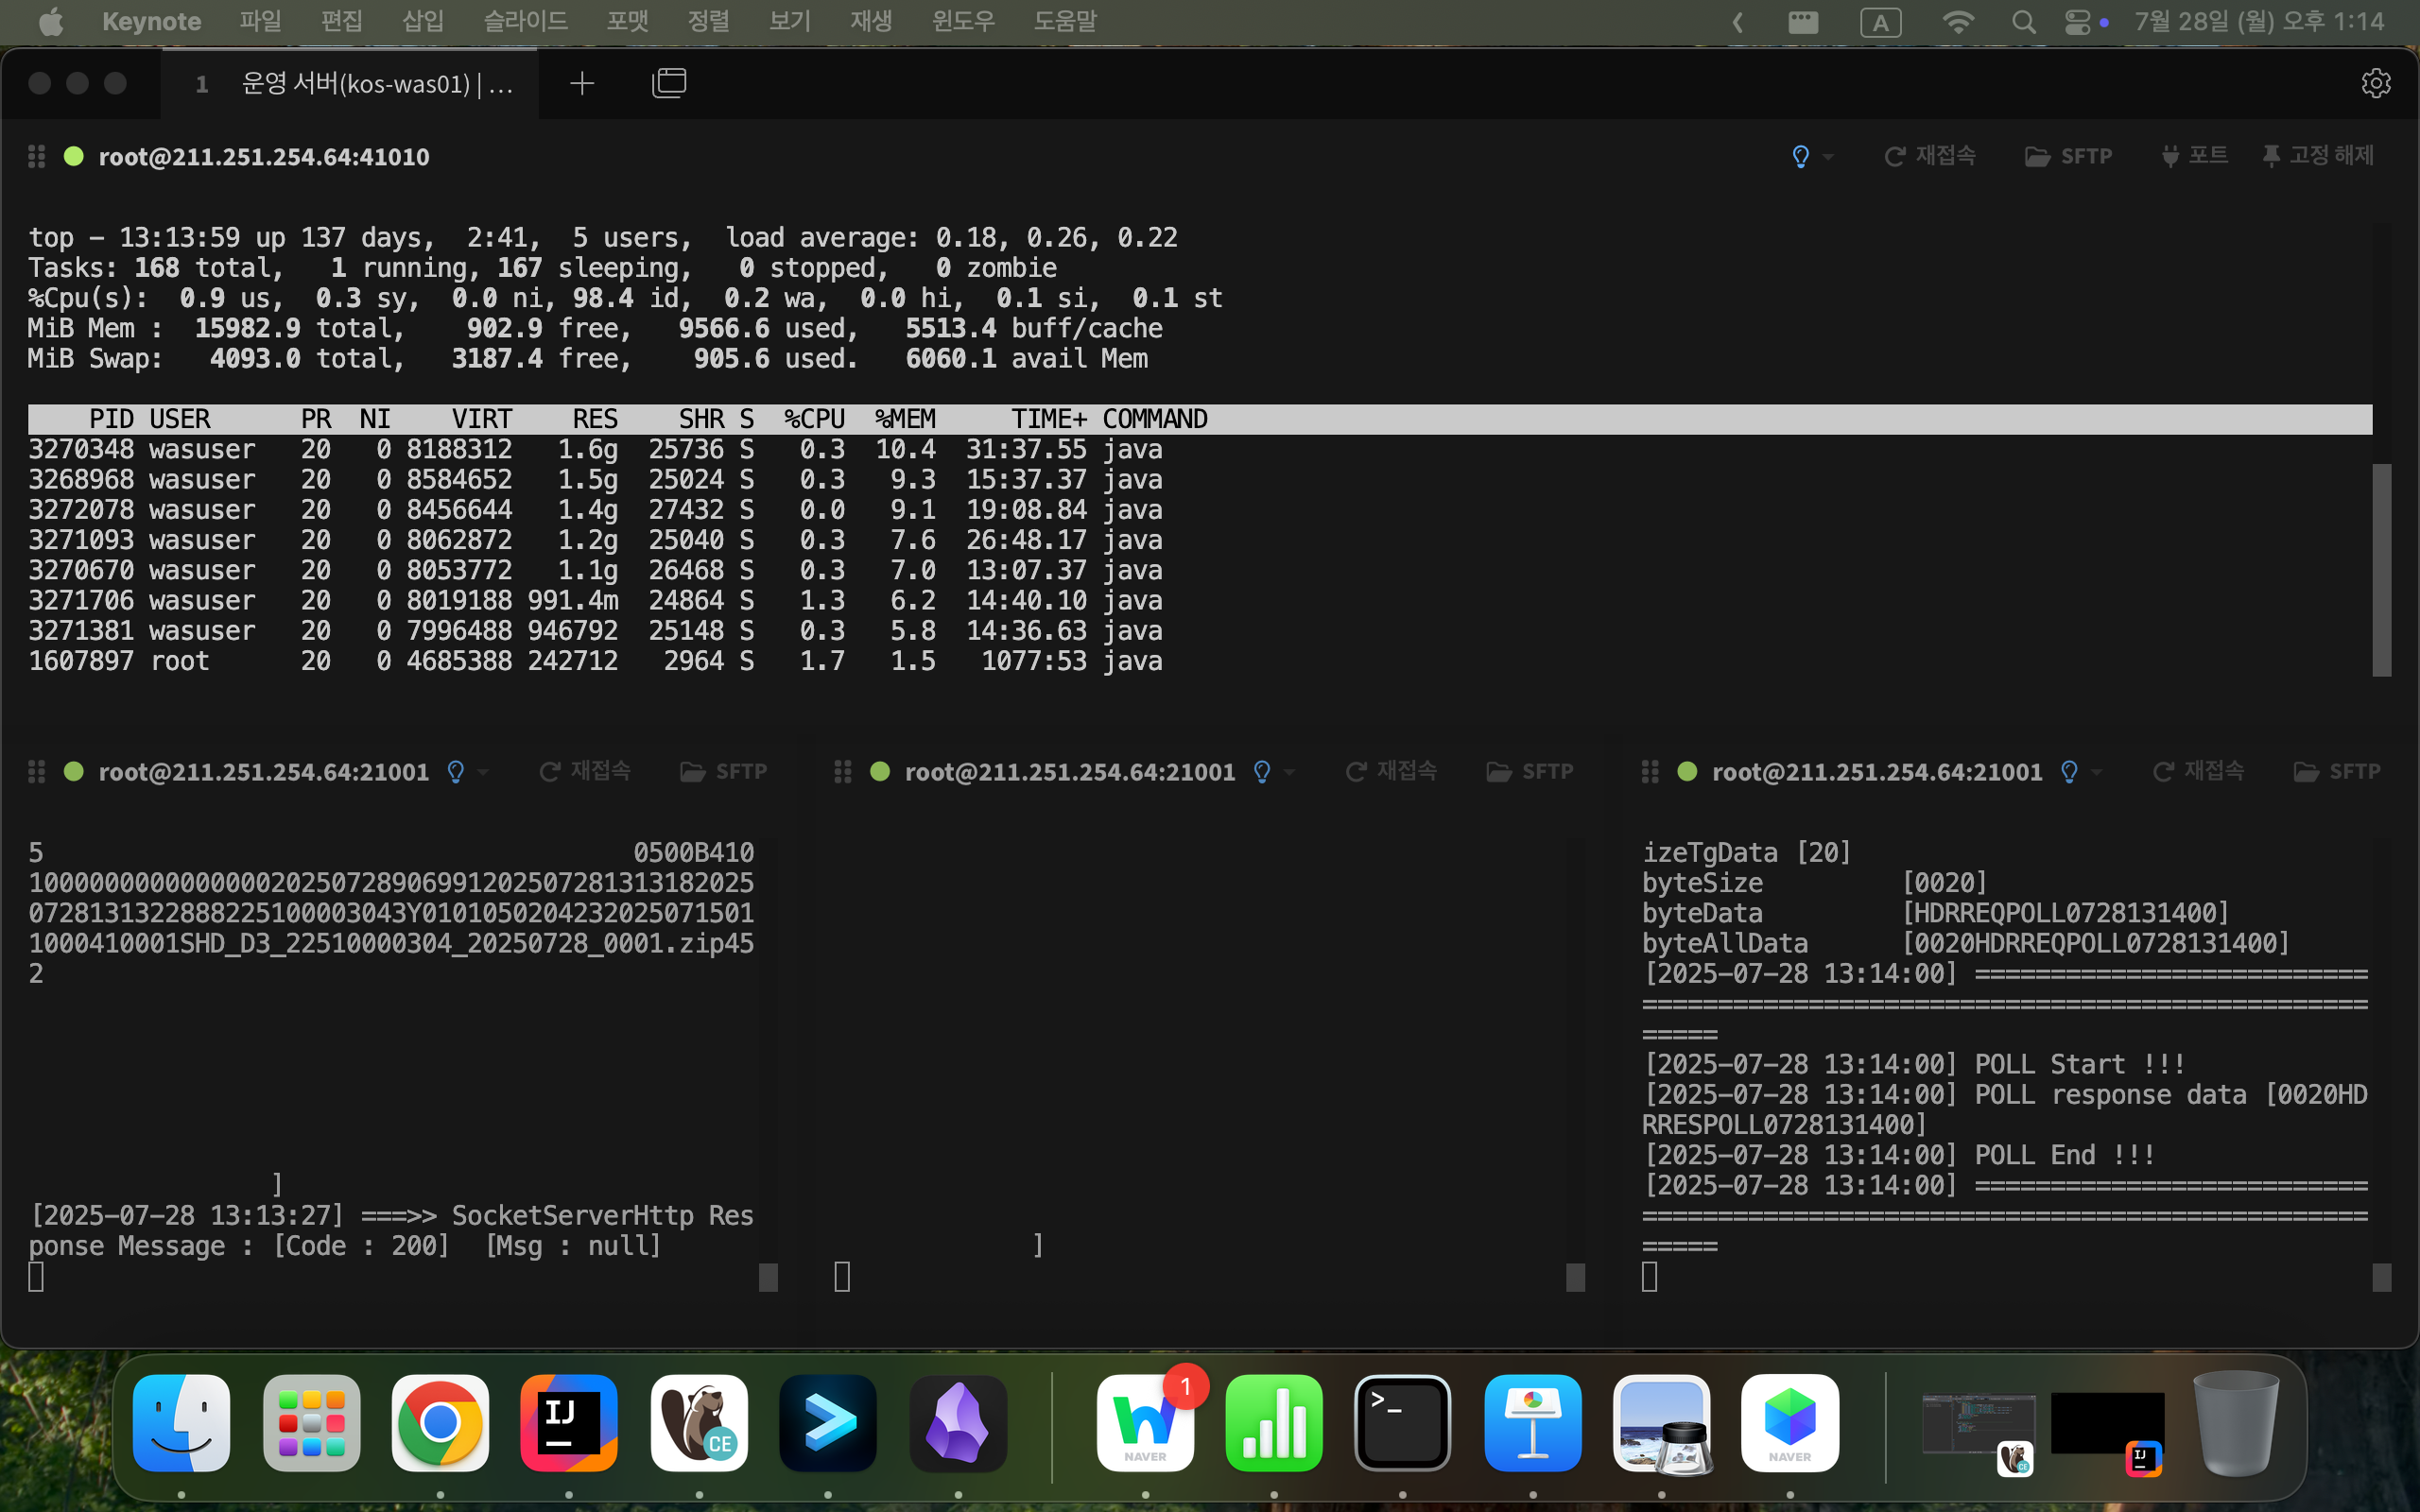 Keynote 파일 편집 삽입 슬라이드 포맷 정렬 보기 재생 윈도우 도움말 A 7월 28일 (월) 오후 1:14
1 운영 서버(kos-was01) | ...
root@211.251.254.64:41010 재접속 SFTP 포트 고정 해제
top - 13:13:59 up 137 days, 2:41, 5 users, load average: 0.18, 0.26, 0.22
Tasks: 168 total, 1 running, 167 sleeping, 0 stopped, 0 zombie
%Cpu(s): 0.9 us, 0.3 sy, 0.0 ni, 98.4 id, 0.2 wa, 0.0 hi, 0.1 si, 0.1 st
MiB Mem : 15982.9 total, 902.9 free, 9566.6 used, 5513.4 buff/cache
MiB Swap: 4093.0 total, 3187.4 free, 905.6 used. 6060.1 avail Mem
PID USER PR NI VIRT RES SHR S %CPU %MEM TIME+ COMMAND
3270348 wasuser 20 0 8188312 1.6g 25736 S 0.3 10.4 31:37.55 java
3268968 wasuser 20 0 8584652 1.5g 25024 S 0.3 9.3 15:37.37 java
3272078 wasuser 20 0 8456644 1.4g 27432 S 0.0 9.1 19:08.84 java
3271093 wasuser 20 0 8062872 1.2g 25040 S 0.3 7.6 26:48.17 java
3270670 wasuser 20 0 8053772 1.1g 26468 S 0.3 7.0 13:07.37 java
3271706 wasuser 20 0 8019188 991.4m 24864 S 1.3 6.2 14:40.10 java
3271381 wasuser 20 0 7996488 946792 25148 S 0.3 5.8 14:36.63 java
1607897 root 20 0 4685388 242712 2964 S 1.7 1.5 1077:53 java
root@211.251.254.64:21001 재접속 SFTP
5 0500B410
100000000000000020250728906991202507281313182025
0728131322888225100003043Y0101050204232025071501
1000410001SHD_D3_22510000304_20250728_0001.zip45
2
]
[2025-07-28 13:13:27] ===>> SocketServerHttp Res
ponse Message : [Code : 200] [Msg : null]
root@211.251.254.64:21001 재접속 SFTP
]
root@211.251.254.64:21001 재접속 SFTP
izeTgData [20]
byteSize [0020]
byteData [HDRREQPOLL0728131400]
byteAllData [0020HDRREQPOLL0728131400]
[2025-07-28 13:14:00] ==========================
================================================
=====
[2025-07-28 13:14:00] POLL Start !!!
[2025-07-28 13:14:00] POLL response data [0020HD
RRESPOLL0728131400]
[2025-07-28 13:14:00] POLL End !!!
[2025-07-28 13:14:00] ==========================
================================================
=====
IJ
CE
NAVER
1
>_
NAVER
CE
IJ